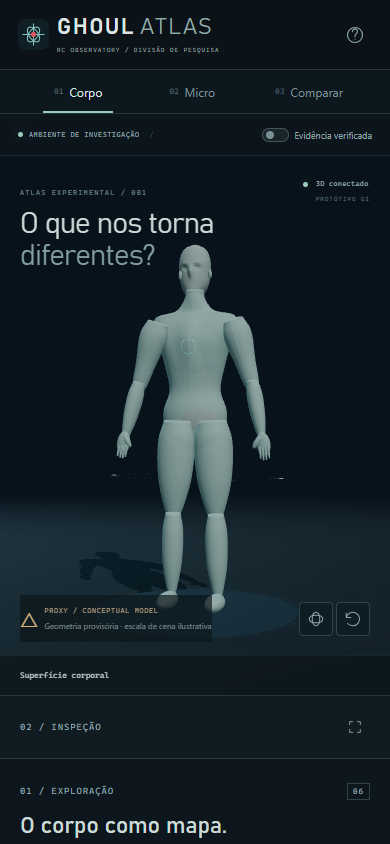 GHOUL ATLAS
RC OBSERVATORY / DIVISÃO DE PESQUISA
01 Corpo
02 Micro
03 Comparar
AMBIENTE DE INVESTIGAÇÃO /
Evidência verificada
3D conectado
PROTÓTIPO G1
ATLAS EXPERIMENTAL / 001
O que nos torna
diferentes?
PROXY / CONCEPTUAL MODEL
Geometria provisória · escala de cena ilustrativa
Superfície corporal
02 / INSPEÇÃO
01 / EXPLORAÇÃO
06
O corpo como mapa.